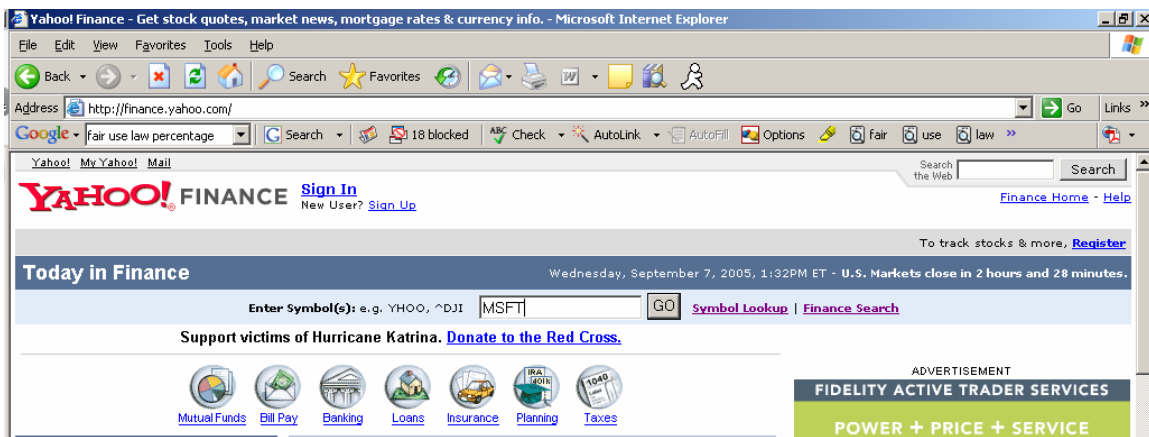 Yahoo! Finance - Get stock quotes, market news, mortgage rates & currency info. - Microsoft Internet Explorer
File Edit View Favorites Tools Help
Back Search Favorites
Address http://finance.yahoo.com/ Go Links »
Google fair use law percentage G Search 18 blocked ABC Check AutoLink AutoFill Options fair use law »
Yahoo! My Yahoo! Mail Search the Web Search
YAHOO! FINANCE Sign In
New User? Sign Up Finance Home - Help
To track stocks & more, Register
Today in Finance Wednesday, September 7, 2005, 1:32PM ET - U.S. Markets close in 2 hours and 28 minutes.
Enter Symbol(s): e.g. YHOO, ^DJI MSFT GO Symbol Lookup | Finance Search
Support victims of Hurricane Katrina. Donate to the Red Cross.
ADVERTISEMENT
IRA 401K 1040
FIDELITY ACTIVE TRADER SERVICES
Mutual Funds Bill Pay Banking Loans Insurance Planning Taxes
POWER + PRICE + SERVICE